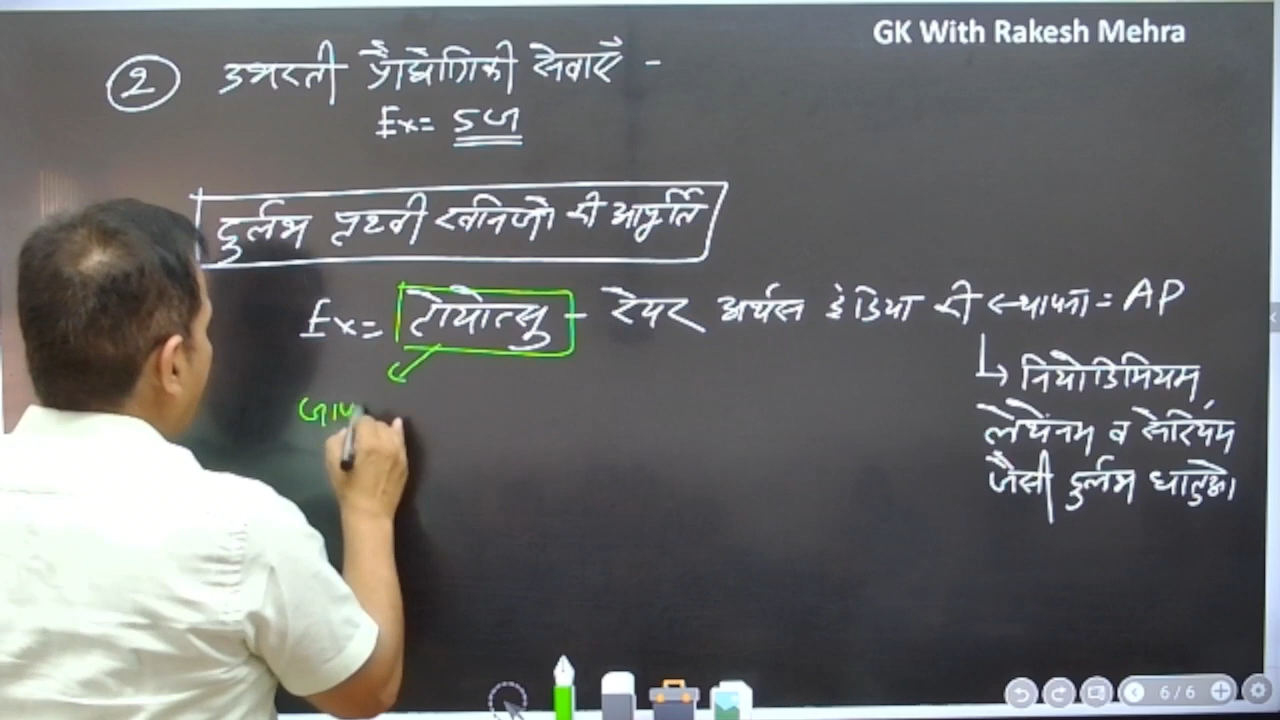 GK With Rakesh Mehra
② उभरती प्रौद्योगिकी सेवाएँ -
Ex= 5जी
दुर्लभ पृथ्वी खनिजों की आपूर्ति
Ex= टोयोत्सु - रेयर अर्थस इंडिया की स्थापना = AP
↳ नियोडिमियम,
लेथेंनम व सेरियम
जैसी दुर्लभ धातुओं
जाप
6 / 6